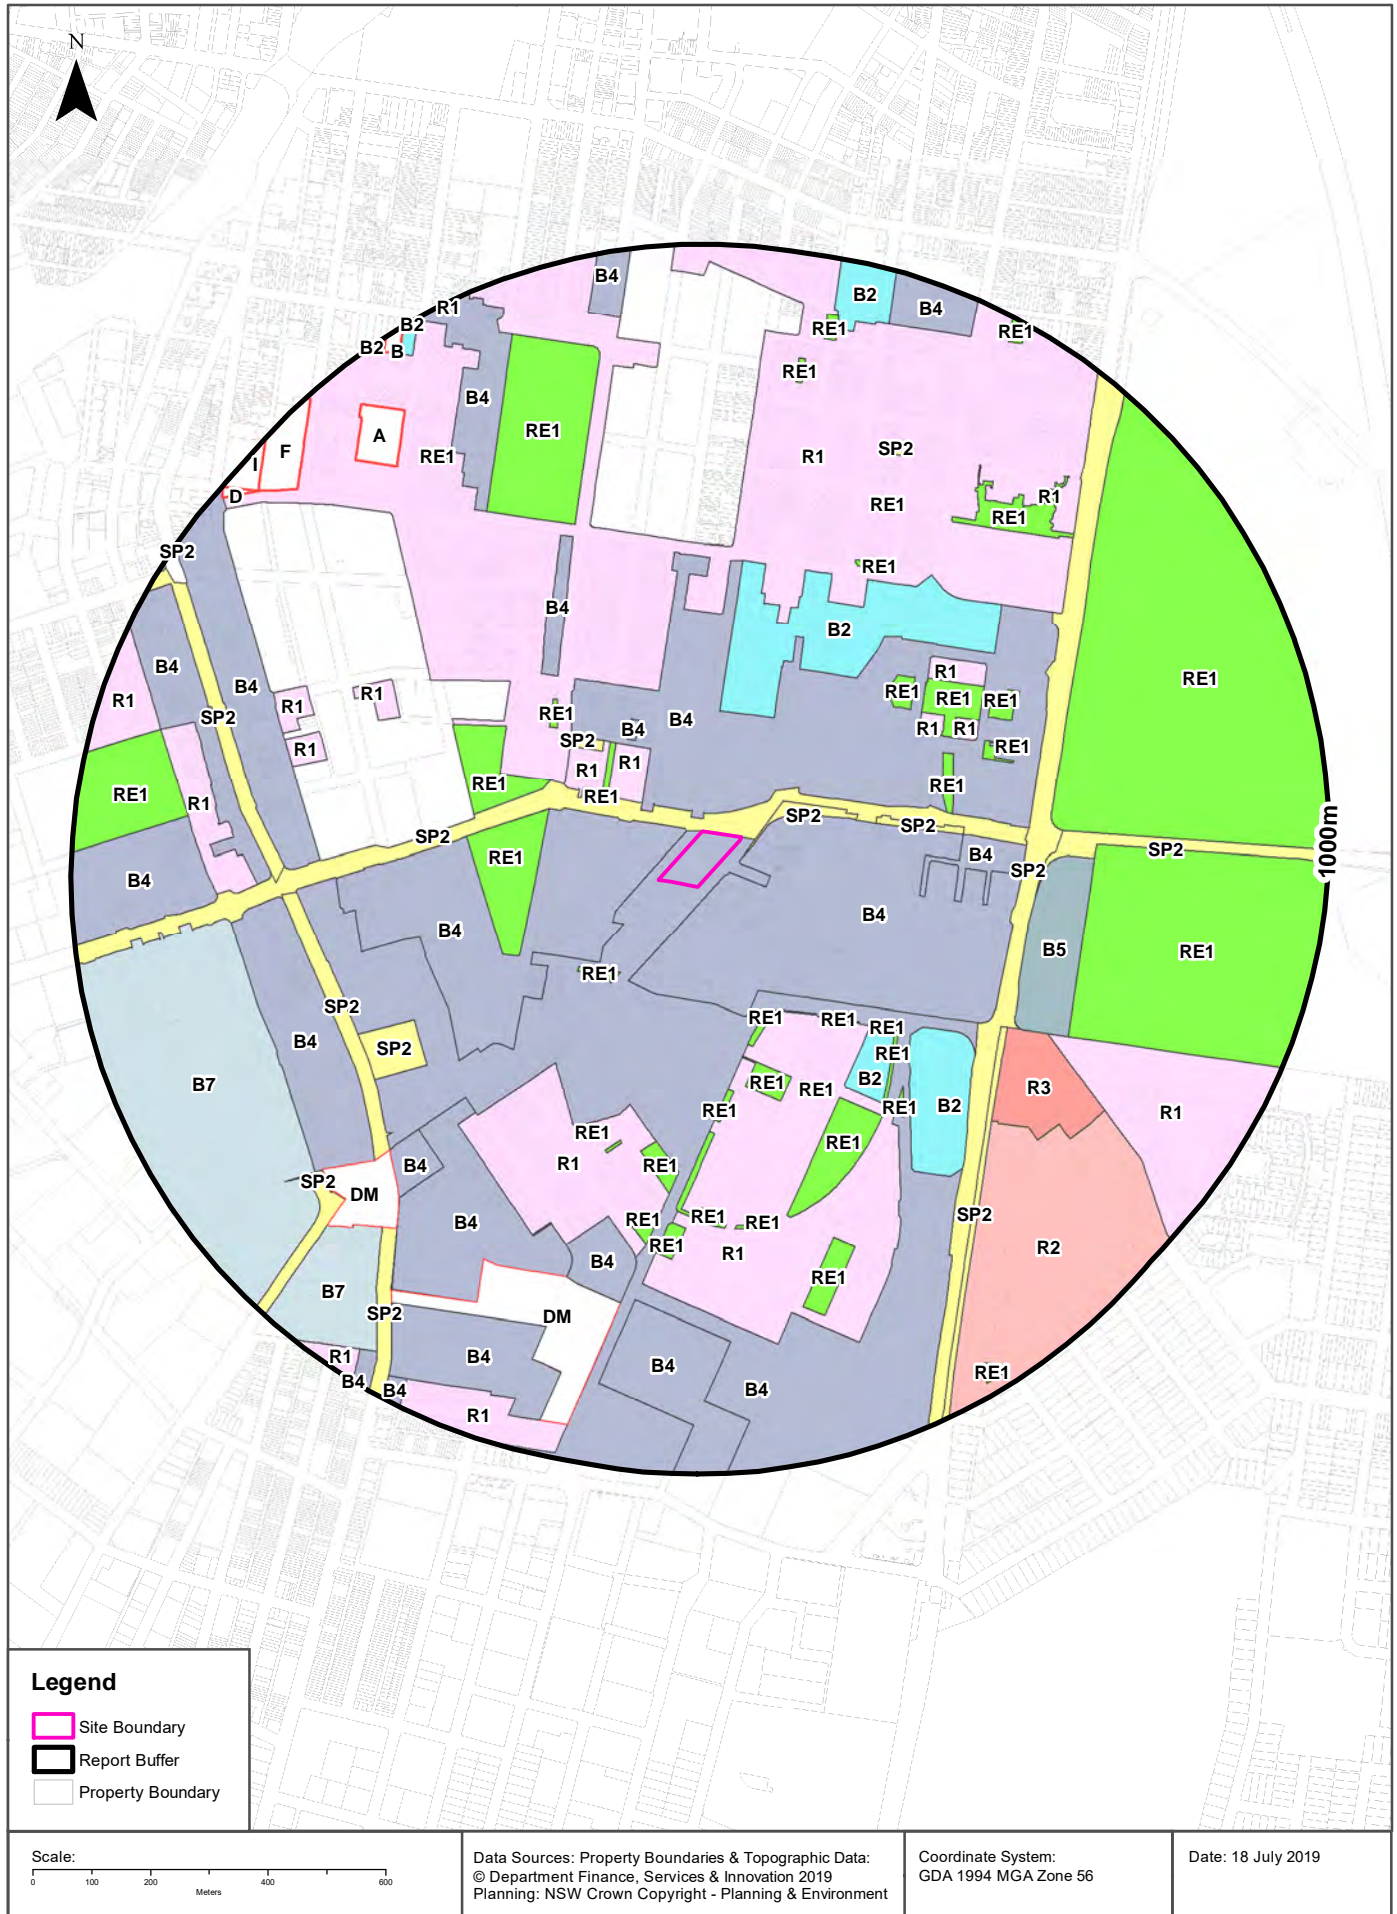 N
B4
B2
B4
R1
B2
B2
B
RE1
RE1
RE1
B4
RE1
A
RE1
R1
SP2
F
I
D
RE1
R1
RE1
SP2
RE1
B4
B2
B4
R1
B4
R1
R1
R1
RE1
R1
RE1
RE1
RE1
SP2
B4
B4
R1
R1
SP2
R1
R1
RE1
RE1
RE1
R1
RE1
RE1
RE1
R1
SP2
SP2
SP2
1000m
RE1
B4
SP2
SP2
B4
B4
B4
B5
RE1
RE1
SP2
B4
SP2
B7
RE1
RE1
RE1
RE1
B2
RE1
RE1
RE1
RE1
B2
R3
R1
RE1
RE1
R1
RE1
B4
SP2
DM
B4
RE1
RE1
RE1
RE1
R1
SP2
R2
B4
RE1
B7
SP2
DM
B4
R1
B4
B4
R1
B4
B4
RE1
Legend
Site Boundary
Report Buffer
Property Boundary
Scale:
0 100 200 400 600
Meters
Data Sources: Property Boundaries & Topographic Data:
© Department Finance, Services & Innovation 2019
Planning: NSW Crown Copyright - Planning & Environment
Coordinate System:
GDA 1994 MGA Zone 56
Date: 18 July 2019